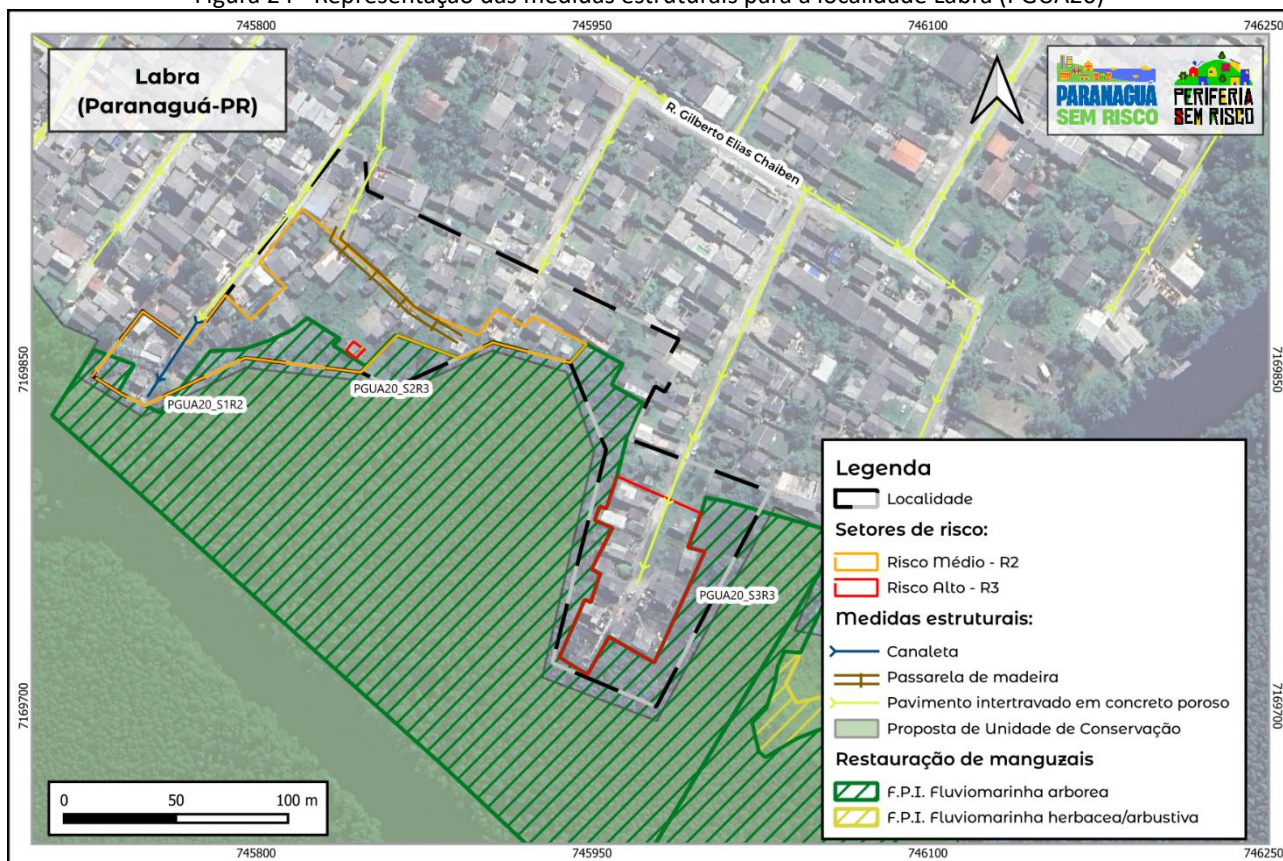 Figura 24 - Representação das medidas estruturais para a localidade Labra (PGUA20)
745800
745950
746100
746250
Labra
(Paranaguá-PR)
PARANAGUÁ
SEM RISCO
PERIFERIA
SEM RISCO
R. Gilberto Elias Chaiben
7169850
7169850
PGUA20_S1R2
PGUA20_S2R3
PGUA20_S3R3
7169700
7169700
Legenda
Localidade
Setores de risco:
Risco Médio - R2
Risco Alto - R3
Medidas estruturais:
Canaleta
Passarela de madeira
Pavimento intertravado em concreto poroso
Proposta de Unidade de Conservação
Restauração de manguzais
F.P.I. Fluviomarinha arborea
F.P.I. Fluviomarinha herbacea/arbustiva
0
50
100 m
745800
745950
746100
746250